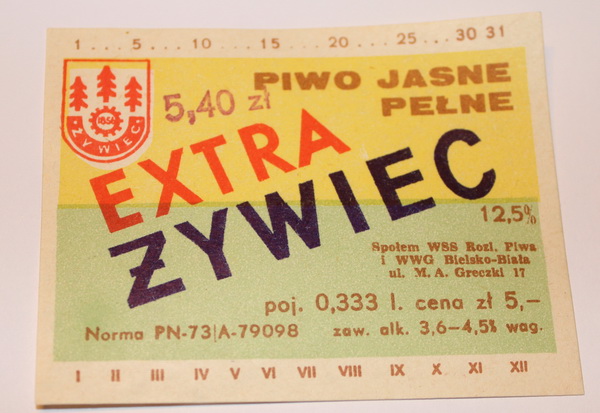 1 . . . 5 . . . . 10 . . . . 15 . . . . 20 . . . . 25 . . . 30 31
PIWO JASNE
PEŁNE
5,40 zł
1856
ŻYWIEC
EXTRA
ŻYWIEC
12,5%
Społem WSS Rozl. Piwa
i WWG Bielsko-Biała
ul. M. A. Greczki 17
poj. 0,333 l. cena zł 5,–
Norma PN-73|A-79098 zaw. alk. 3,6–4,5% wag.
I II III IV V VI VII VIII IX X XI XII